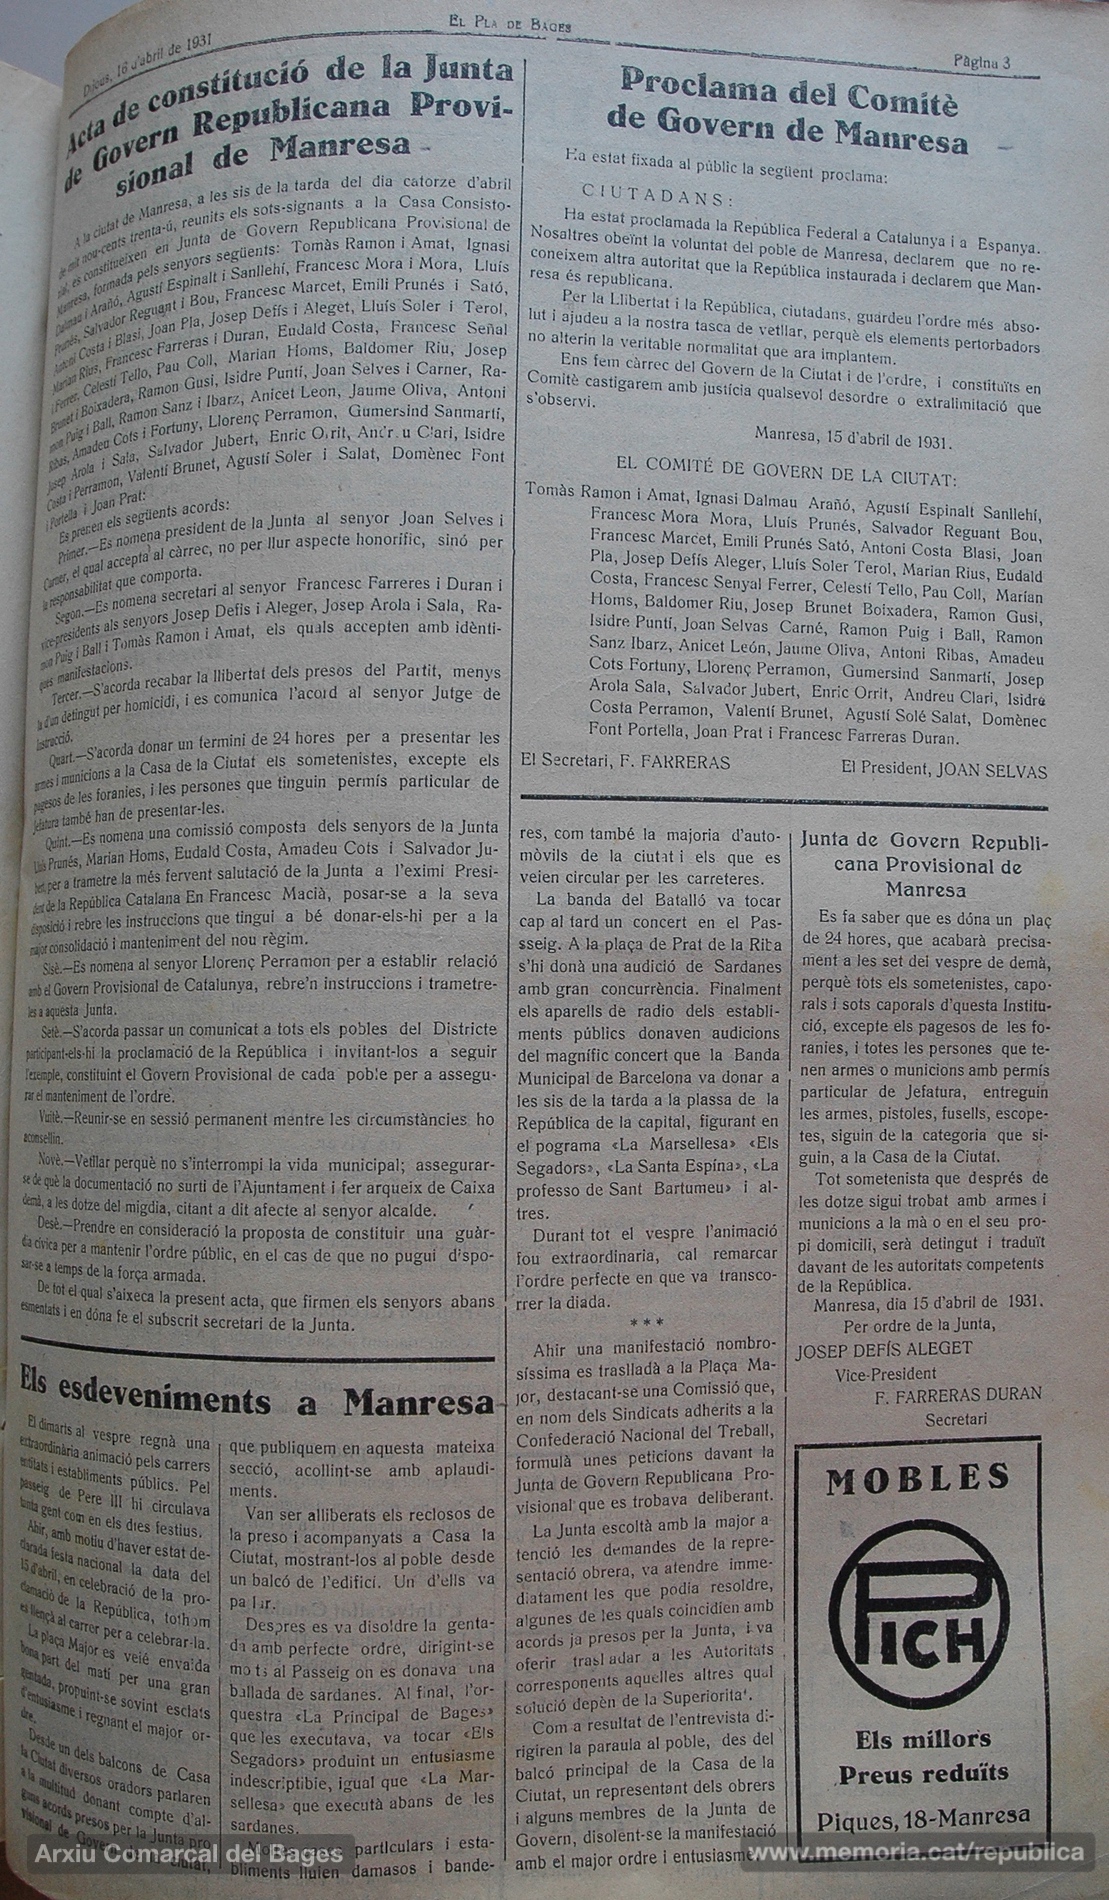 Dijous, 16 d'abril de 1931
EL PLA DE BAGES
Pàgina 3
Acta de constitució de la Junta
de Govern Republicana Provi-
sional de Manresa
A la ciutat de Manresa, a les sis de la tarda del dia catorze d'abril
de mit nou-cents trenta-ú, reunits els sots-signants a la Casa Consisto-
rial, es constitueixen en Junta de Govern Republicana Provisional de
Manresa, formada pels senyors següents: Tomàs Ramon i Amat, Ignasi
Dalmau i Arañó, Agustí Espinalt i Sanllehí, Francesc Mora i Mora, Lluís
Prunés, Salvador Reguant i Bou, Francesc Marcet, Emili Prunés i Sató,
Antoni Costa i Blasi, Joan Pla, Josep Defís i Aleget, Lluís Soler i Terol,
Marian Rius, Francesc Farreras i Duran, Eudald Costa, Francesc Señal
i Ferrer, Celestí Tello, Pau Coll, Marian Homs, Baldomer Riu, Josep
Brunet i Boixadera, Ramon Gusi, Isidre Puntí, Joan Selves i Carner, Ra-
mon Puig i Ball, Ramon Sanz i Ibarz, Anicet Leon, Jaume Oliva, Antoni
Ribas, Amadeu Cots i Fortuny, Llorenç Perramon, Gumersind Sanmartí,
Josep Arola i Sala, Salvador Jubert, Enric Orrit, Andreu Clari, Isidre
Costa i Perramon, Valentí Brunet, Agustí Soler i Salat, Domènec Font
i Portella i Joan Prat:
Es prenen els següents acords:
Primer.—Es nomena president de la Junta al senyor Joan Selves i
Carner, el qual acceptà al càrrec, no per llur aspecte honorific, sinó per
la responsabilitat que comporta.
Segon.—Es nomena secretari al senyor Francesc Farreres i Duran i
vice-presidents als senyors Josep Defis i Aleger, Josep Arola i Sala, Ra-
mon Puig i Ball i Tomàs Ramon i Amat, els quals accepten amb idènti-
ques manifestacions.
Tercer.—S'acorda recabar la llibertat dels presos del Partit, menys
la d'un detingut per homicidi, i es comunica l'acord al senyor Jutge de
Instrucció.
Quart.—S'acorda donar un termini de 24 hores per a presentar les
armes i municions a la Casa de la Ciutat els sometenistes, excepte els
pagesos de les foranies, i les persones que tinguin permís particular de
Jefatura també han de presentar-les.
Quint.—Es nomena una comissió composta dels senyors de la Junta
Lluís Prunés, Marian Homs, Eudald Costa, Amadeu Cots i Salvador Ju-
bert, per a trametre la més fervent salutació de la Junta a l'eximi Presi-
dent de la República Catalana En Francesc Macià, posar-se a la seva
disposició i rebre les instruccions que tingui a bé donar-els-hi per a la
major consolidació i manteniment del nou règim.
Sisè.—Es nomena al senyor Llorenç Perramon per a establir relació
amb el Govern Provisional de Catalunya, rebre'n instruccions i trametre-
les a aquesta Junta.
Setè.—S'acorda passar un comunicat a tots els pobles del Districte
participant-els-hi la proclamació de la República i invitant-los a seguir
l'exemple, constituint el Govern Provisional de cada poble per a assegu-
rar el manteniment de l'ordre.
Vuitè.—Reunir-se en sessió permanent mentre les circumstàncies ho
aconsellin.
Novè.—Vetllar perquè no s'interrompi la vida municipal; assegurar-
se de què la documentació no surti de l'Ajuntament i fer arqueix de Caixa
demà, a les dotze del migdia, citant a dit afecte al senyor alcalde.
Desè.—Prendre en consideració la proposta de constituir una guàr-
dia cívica per a mantenir l'ordre públic, en el cas de que no pugui dispo-
sar-se a temps de la força armada.
De tot el qual s'aixeca la present acta, que firmen els senyors abans
esmentats i en dóna fe el subscrit secretari de la Junta.
Proclama del Comitè
de Govern de Manresa
Ha estat fixada al públic la següent proclama:
CIUTADANS:
Ha estat proclamada la República Federal a Catalunya i a Espanya.
Nosaltres obeïnt la voluntat del poble de Manresa, declarem que no re-
coneixem altra autoritat que la República instaurada i declarem que Man-
resa és republicana.
Per la Llibertat i la República, ciutadans, guardeu l'ordre més abso-
lut i ajudeu a la nostra tasca de vetllar, perquè els elements pertorbadors
no alterin la veritable normalitat que ara implantem.
Ens fem càrrec del Govern de la Ciutat i de l'ordre, i constituïts en
Comitè castigarem amb justícia qualsevol desordre o extralimitació que
s'observi.
Manresa, 15 d'abril de 1931.
EL COMITÉ DE GOVERN DE LA CIUTAT:
Tomàs Ramon i Amat, Ignasi Dalmau Arañó, Agustí Espinalt Sanllehí,
Francesc Mora Mora, Lluís Prunés, Salvador Reguant Bou,
Francesc Marcet, Emili Prunés Sató, Antoni Costa Blasi, Joan
Pla, Josep Defís Aleger, Lluís Soler Terol, Marian Rius, Eudald
Costa, Francesc Senyal Ferrer, Celestí Tello, Pau Coll, Marían
Homs, Baldomer Riu, Josep Brunet Boixadera, Ramon Gusi,
Isidre Puntí, Joan Selvas Carné, Ramon Puig i Ball, Ramon
Sanz Ibarz, Anicet León, Jaume Oliva, Antoni Ribas, Amadeu
Cots Fortuny, Llorenç Perramon, Gumersind Sanmartí, Josep
Arola Sala, Salvador Jubert, Enric Orrit, Andreu Clari, Isidre
Costa Perramon, Valentí Brunet, Agustí Solé Salat, Domènec
Font Portella, Joan Prat i Francesc Farreras Duran.
El Secretari, F. FARRERAS
El President, JOAN SELVAS
Els esdeveniments a Manresa
El dimarts al vespre regnà una
extraordinària animació pels carrers
entitats i establiments públics. Pel
passeig de Pere III hi circulava
tanta gent com en els dies festius.
Ahir, amb motiu d'haver estat de-
clarada festa nacional la data del
15 d'abril, en celebració de la pro-
clamació de la República, tothom
es llençà al carrer per a celebrar-la.
La plaça Major es veié envaïda
bona part del matí per una gran
gentada, propuint-se sovint esclats
d'entusiasme i regnant el major or-
dre.
Desde un dels balcons de Casa
la Ciutat diversos oradors parlaren
a la multitud donant compte d'al-
guns acords presos per la Junta pro
visional de Govern de la Ciutat,
que publiquem en aquesta mateixa
secció, acollint-se amb aplaudi-
ments.
Van ser alliberats els reclosos de
la preso i acompanyats a Casa la
Ciutat, mostrant-los al poble desde
un balcó de l'edifici. Un d'ells va
parlar.
Despres es va disoldre la genta-
da amb perfecte ordre, dirigint-se
molts al Passeig on es donava una
ballada de sardanes. Al final, l'or-
questra «La Principal de Bages»
que les executava, va tocar «Els
Segadors» produint un entusiasme
indescriptible, igual que «La Mar-
sellesa» que executà abans de les
sardanes.
particulars i esta-
bliments lluien damasos i bande-
res, com també la majoria d'auto-
mòvils de la ciutat i els que es
veien circular per les carreteres.
La banda del Batalló va tocar
cap al tard un concert en el Pas-
sseig. A la plaça de Prat de la Riba
s'hi donà una audició de Sardanes
amb gran concurrència. Finalment
els aparells de radio dels establi-
ments públics donaven audicions
del magnífic concert que la Banda
Municipal de Barcelona va donar a
les sis de la tarda a la plassa de la
República de la capital, figurant en
el pograma «La Marsellesa» «Els
Segadors», «La Santa Espina», «La
professo de Sant Bartumeu» i al-
tres.
Durant tot el vespre l'animació
fou extraordinaria, cal remarcar
l'ordre perfecte en que va transco-
rrer la diada.
* * *
Ahir una manifestació nombro-
síssima es traslladà a la Plaça Ma-
jor, destacant-se una Comissió que,
en nom dels Sindicats adherits a la
Confederació Nacional del Treball,
formulà unes peticions davant la
Junta de Govern Republicana Pro-
visional que es trobava deliberant.
La Junta escoltà amb la major a-
tenció les demandes de la repre-
sentació obrera, va atendre imme-
diatament les que podia resoldre,
algunes de les quals coincidien amb
acords ja presos per la Junta, i va
oferir traslladar a les Autoritats
corresponents aquelles altres qual
solució depèn de la Superioritat.
Com a resultat de l'entrevista di-
rigiren la paraula al poble, des del
balcó principal de la Casa de la
Ciutat, un representant dels obrers
i alguns membres de la Junta de
Govern, disolent-se la manifestació
amb el major ordre i entusiasme.
Junta de Govern Republi-
cana Provisional de
Manresa
Es fa saber que es dóna un plaç
de 24 hores, que acabarà precisa-
ment a les set del vespre de demà,
perquè tots els sometenistes, capo-
rals i sots caporals d'questa Institu-
ció, excepte els pagesos de les fo-
ranies, i totes les persones que te-
nen armes o municions amb permís
particular de Jefatura, entreguin
les armes, pistoles, fusells, escope-
tes, siguin de la categoria que si-
guin, a la Casa de la Ciutat.
Tot sometenista que després de
les dotze sigui trobat amb armes i
municions a la mà o en el seu pro-
pi domicili, serà detingut i traduït
davant de les autoritats competents
de la República.
Manresa, dia 15 d'abril de 1931.
Per ordre de la Junta,
JOSEP DEFÍS ALEGET
Vice-President
F. FARRERAS DURAN
Secretari
MOBLES
PICH
Els millors
Preus reduïts
Piques, 18-Manresa
Arxiu Comarcal del Bages
www.memoria.cat/republica